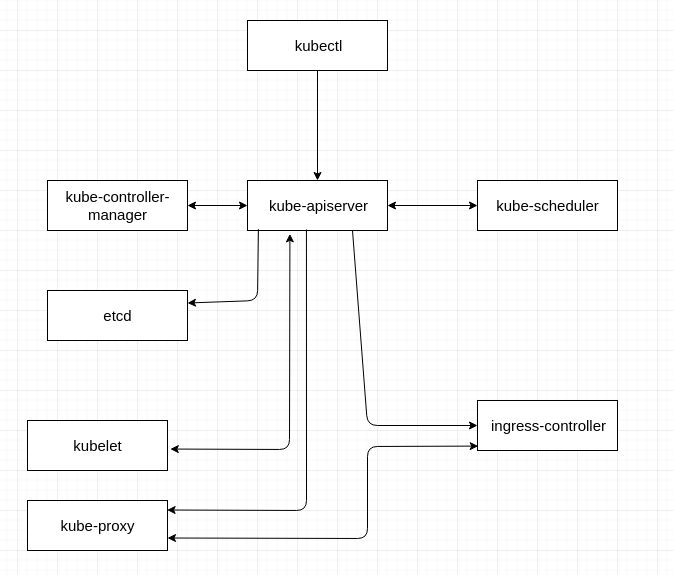 kubectl
kube-controller-
manager
kube-apiserver
kube-scheduler
etcd
ingress-controller
kubelet
kube-proxy